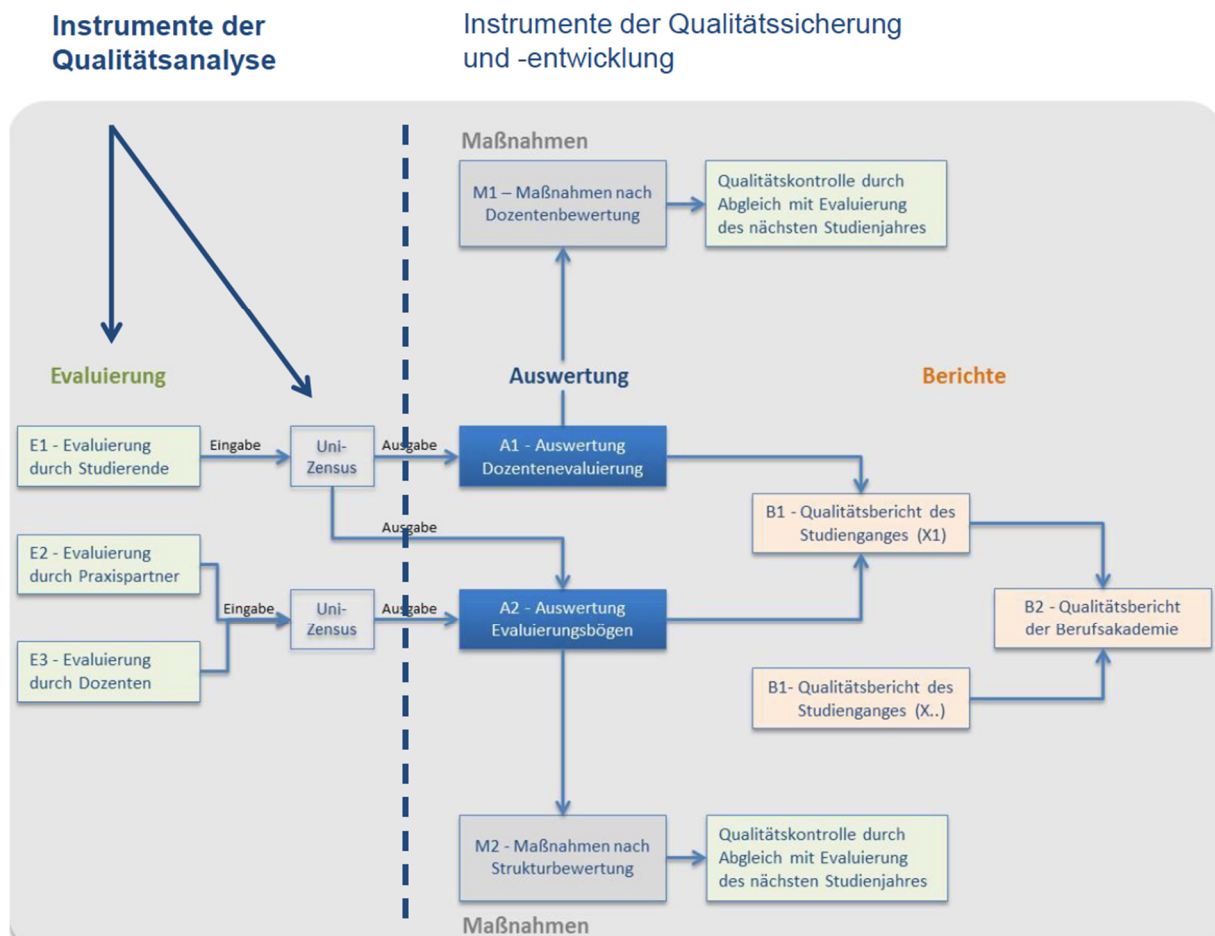 Instrumente der
Qualitätsanalyse
Instrumente der Qualitätssicherung
und -entwicklung
Maßnahmen
M1 – Maßnahmen nach
Dozentenbewertung
Qualitätskontrolle durch
Abgleich mit Evaluierung
des nächsten Studienjahres
Evaluierung
Auswertung
Berichte
E1 - Evaluierung
durch Studierende
Eingabe
Uni-
Zensus
Ausgabe
A1 - Auswertung
Dozentenevaluierung
B1 - Qualitätsbericht des
Studienganges (X1)
Ausgabe
E2 - Evaluierung
durch Praxispartner
Eingabe
Uni-
Zensus
Ausgabe
A2 - Auswertung
Evaluierungsbögen
B2 - Qualitätsbericht
der Berufsakademie
E3 - Evaluierung
durch Dozenten
B1- Qualitätsbericht des
Studienganges (X..)
M2 - Maßnahmen nach
Strukturbewertung
Qualitätskontrolle durch
Abgleich mit Evaluierung
des nächsten Studienjahres
Maßnahmen